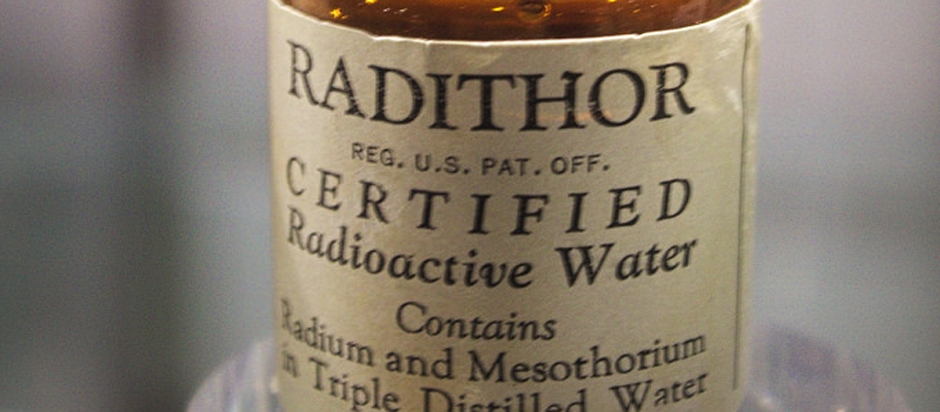 RADITHOR
REG. U.S. PAT. OFF.
CERTIFIED
Radioactive Water
Contains
Radium and Mesothorium
in Triple Distilled Water